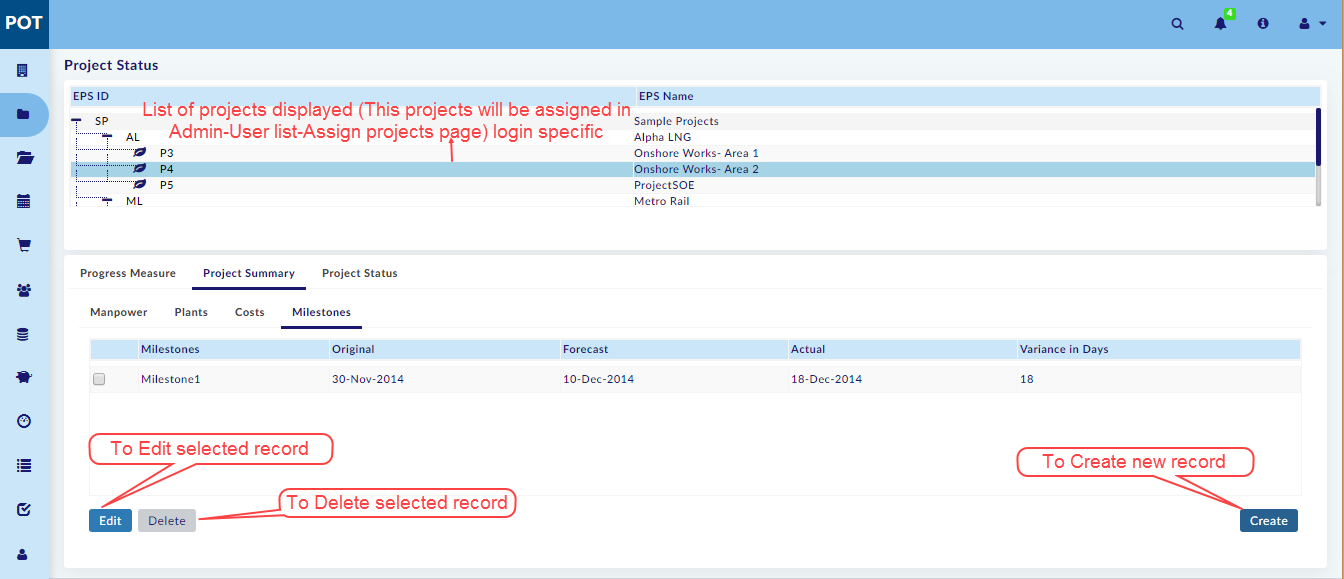 POT
4
Project Status
EPS ID EPS Name
List of projects displayed (This projects will be assigned in
Admin-User list-Assign projects page) login specific
SP Sample Projects
AL Alpha LNG
P3 Onshore Works- Area 1
P4 Onshore Works- Area 2
P5 ProjectSOE
ML Metro Rail
Progress Measure Project Summary Project Status
Manpower Plants Costs Milestones
Milestones Original Forecast Actual Variance in Days
Milestone1 30-Nov-2014 10-Dec-2014 18-Dec-2014 18
To Edit selected record
To Create new record
To Delete selected record
Edit Delete Create